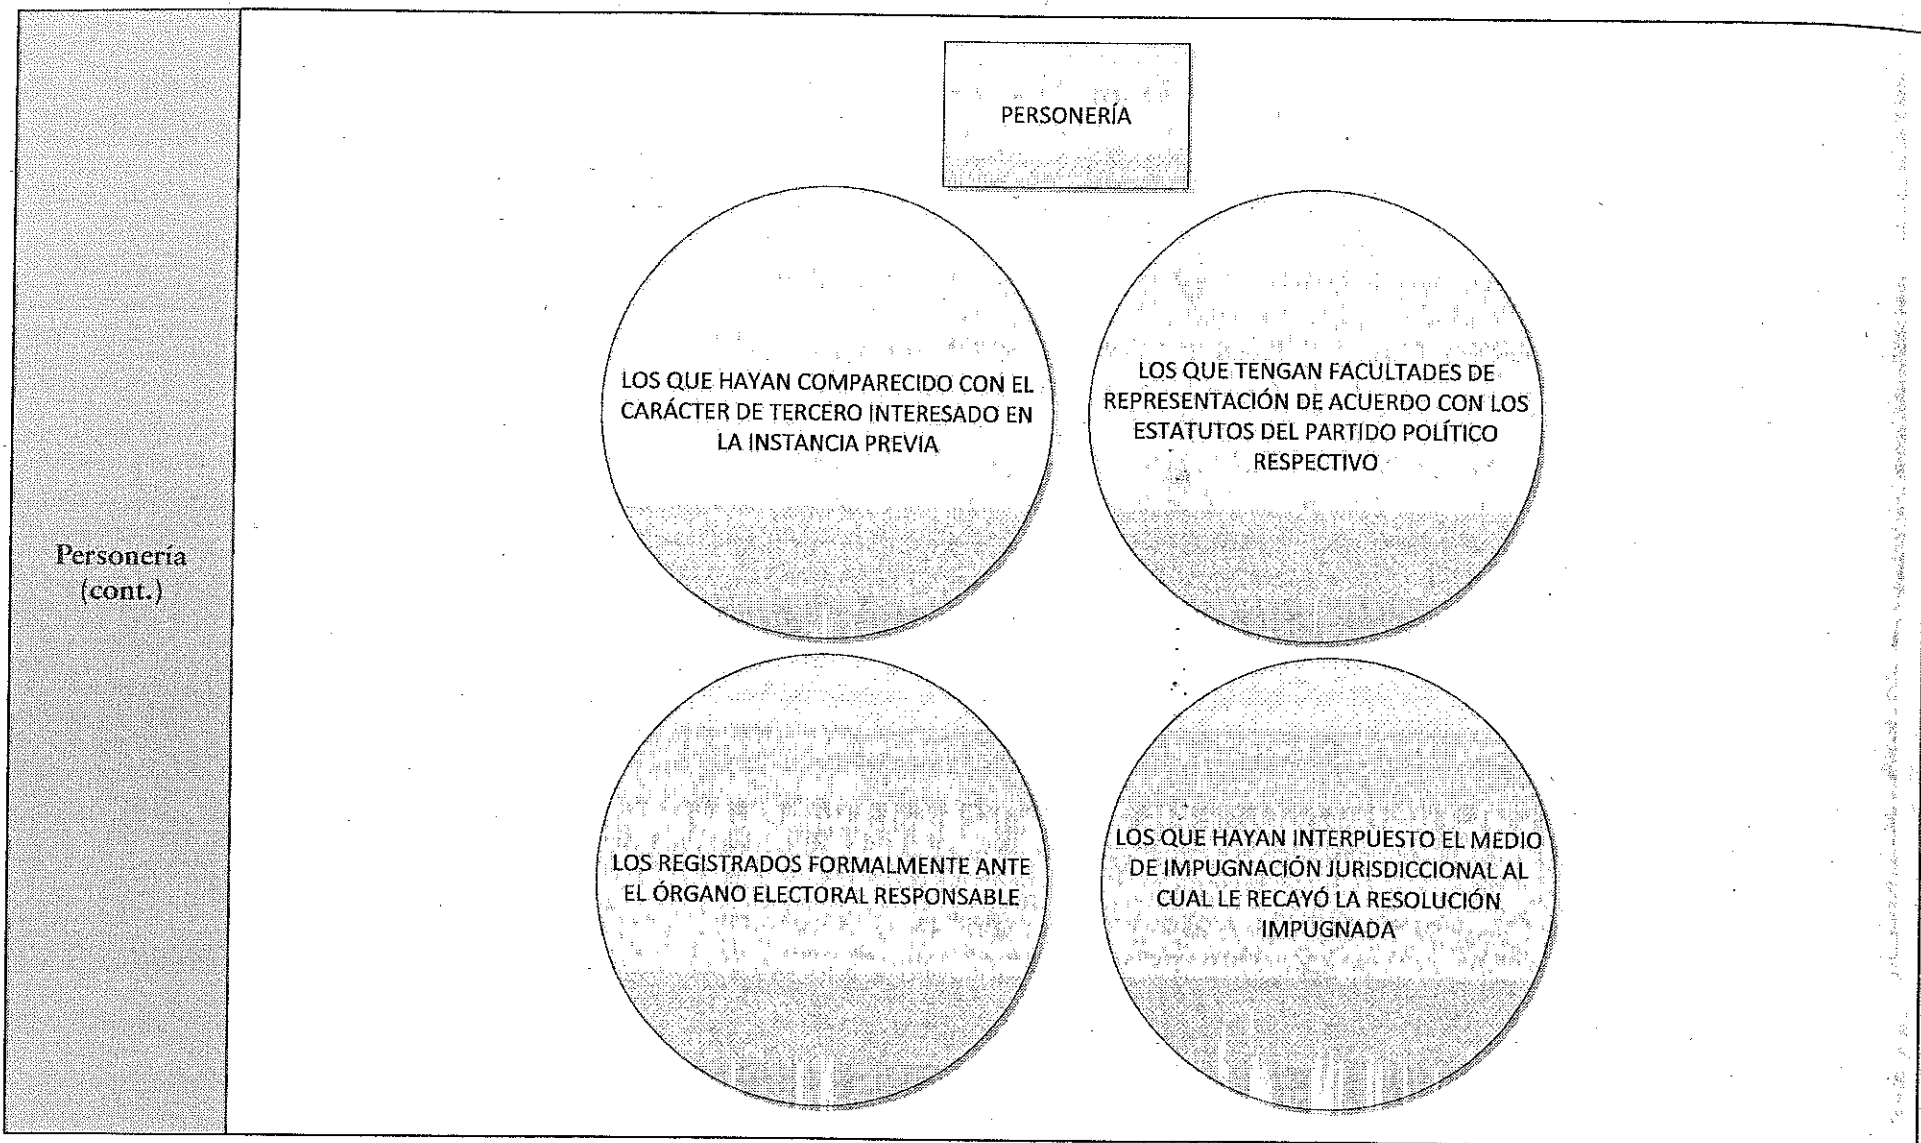 Personería
(cont.)
PERSONERÍA
LOS QUE HAYAN COMPARECIDO CON EL
CARÁCTER DE TERCERO INTERESADO EN
LA INSTANCIA PREVIA
LOS QUE TENGAN FACULTADES DE
REPRESENTACIÓN DE ACUERDO CON LOS
ESTATUTOS DEL PARTIDO POLÍTICO
RESPECTIVO
LOS REGISTRADOS FORMALMENTE ANTE
EL ÓRGANO ELECTORAL RESPONSABLE
LOS QUE HAYAN INTERPUESTO EL MEDIO
DE IMPUGNACIÓN JURISDICCIONAL AL
CUAL LE RECAYÓ LA RESOLUCIÓN
IMPUGNADA